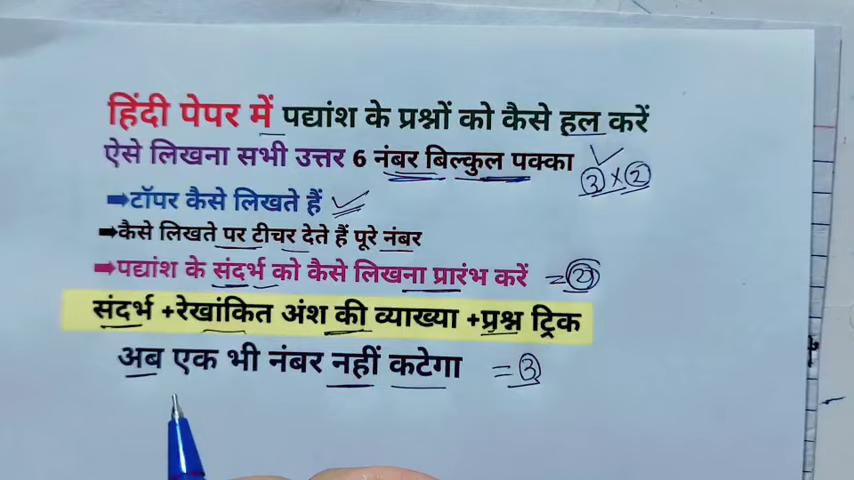 हिंदी पेपर में पद्यांश के प्रश्नों को कैसे हल करें
ऐसे लिखना सभी उत्तर 6 नंबर बिल्कुल पक्का ③×②
➡टॉपर कैसे लिखते हैं ✓
➡कैसे लिखते पर टीचर देते हैं पूरे नंबर
➡पद्यांश के संदर्भ को कैसे लिखना प्रारंभ करें =②
संदर्भ +रेखांकित अंश की व्याख्या +प्रश्न ट्रिक
अब एक भी नंबर नहीं कटेगा =③